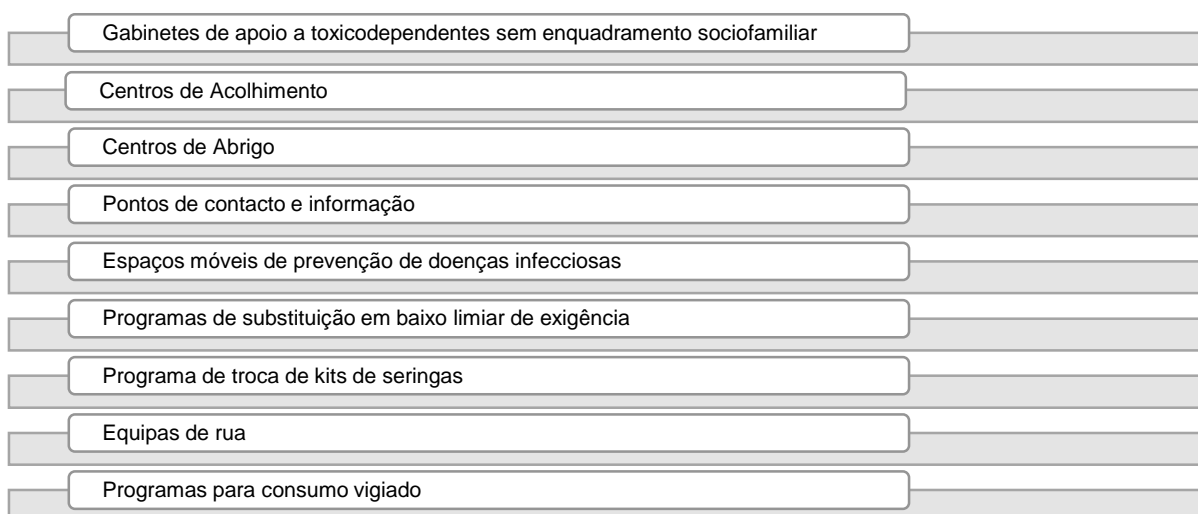 Gabinetes de apoio a toxicodependentes sem enquadramento sociofamiliar
Centros de Acolhimento
Centros de Abrigo
Pontos de contacto e informação
Espaços móveis de prevenção de doenças infecciosas
Programas de substituição em baixo limiar de exigência
Programa de troca de kits de seringas
Equipas de rua
Programas para consumo vigiado